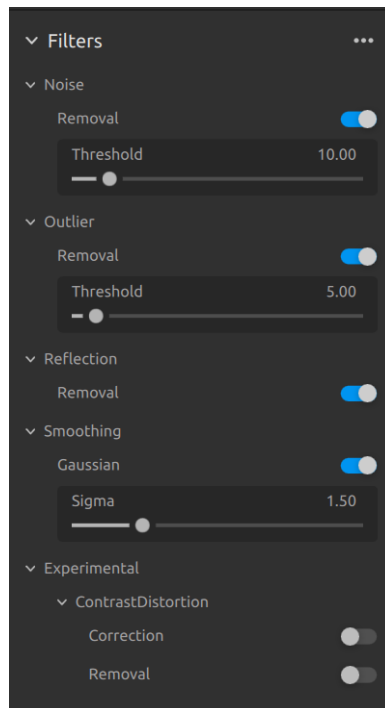 Filters
Noise
Removal
Threshold 10.00
Outlier
Removal
Threshold 5.00
Reflection
Removal
Smoothing
Gaussian
Sigma 1.50
Experimental
ContrastDistortion
Correction
Removal